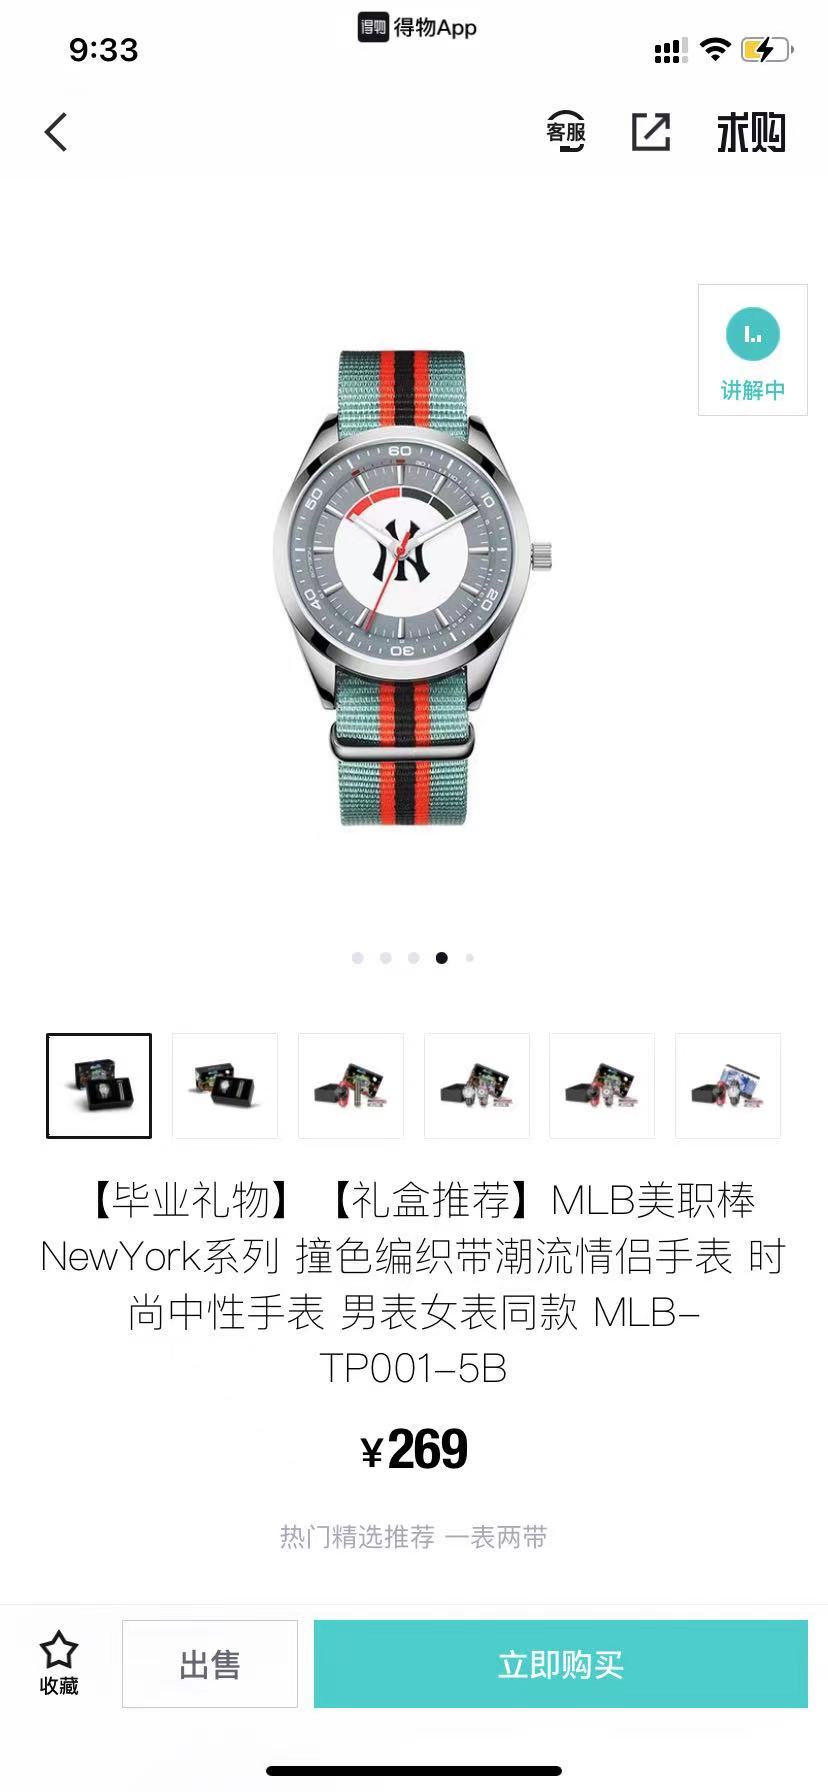 9:33
得物App
客服
求购
讲解中
60
10
20
30
40
50
NY
【毕业礼物】【礼盒推荐】MLB美职棒
NewYork系列 撞色编织带潮流情侣手表 时
尚中性手表 男表女表同款 MLB-
TP001-5B
¥269
热门精选推荐 一表两带
收藏
出售
立即购买